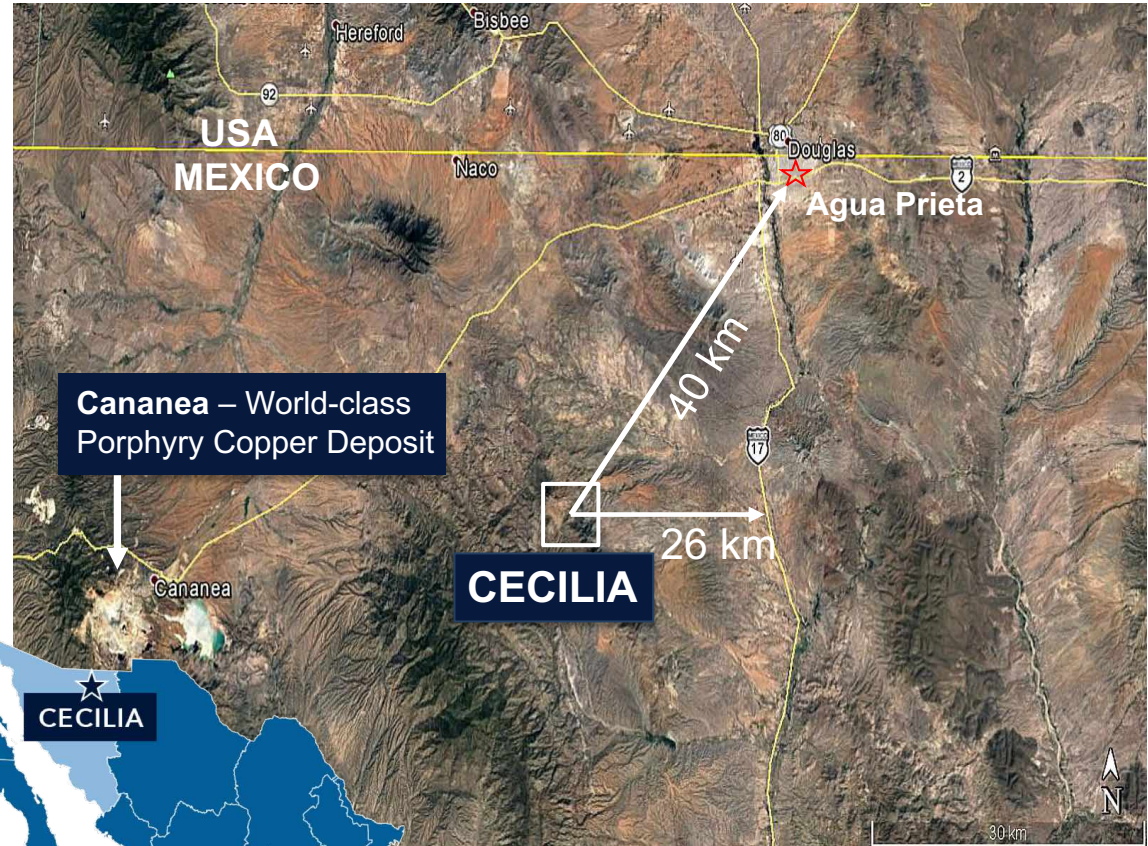 Hereford
Bisbee
92
USA
MEXICO
80
Douglas
Naco
2
Agua Prieta
40 km
Cananea – World-class
Porphyry Copper Deposit
17
26 km
CECILIA
Cananea
CECILIA
N
30 km